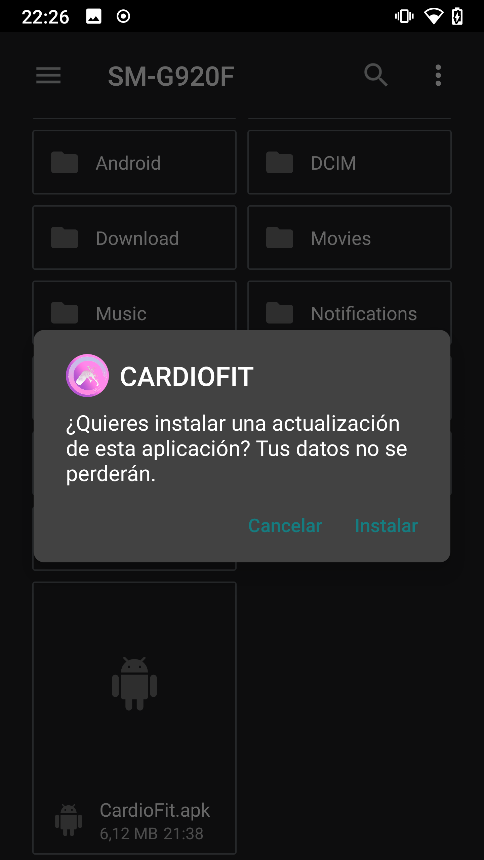 22:26
SM-G920F
Android
DCIM
Download
Movies
Music
Notifications
CARDIOFIT
¿Quieres instalar una actualización
de esta aplicación? Tus datos no se
perderán.
Cancelar
Instalar
CardioFit.apk
6,12 MB 21:38